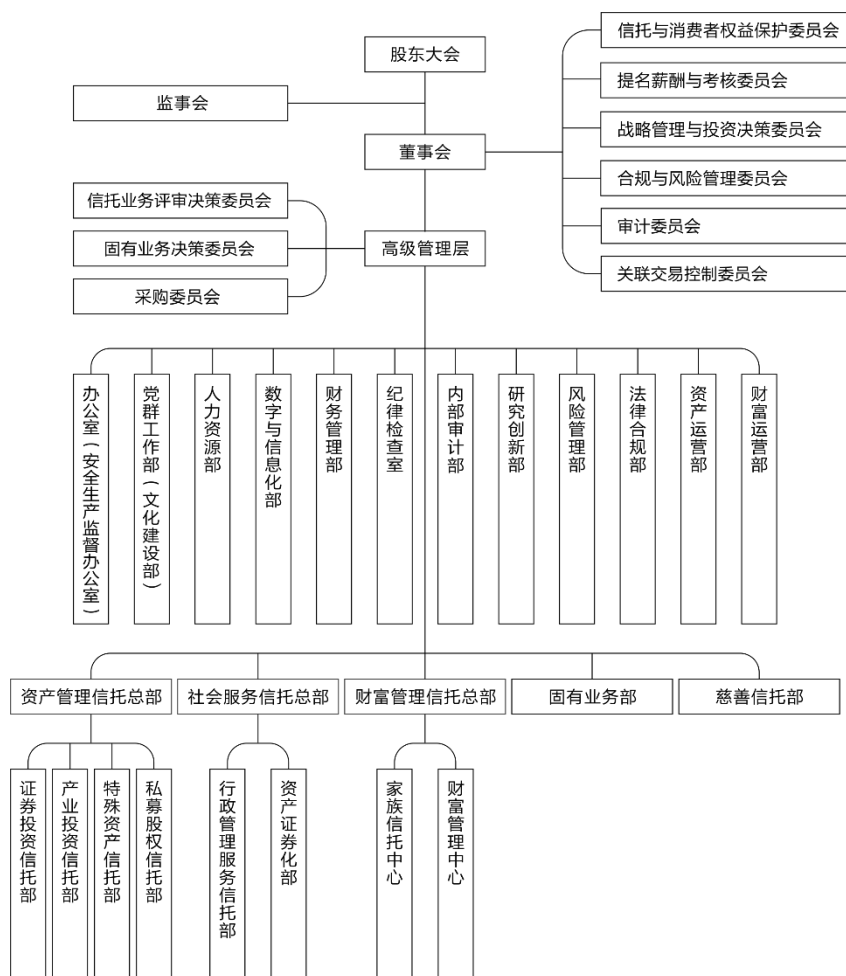 股东大会
监事会
董事会
信托与消费者权益保护委员会
提名薪酬与考核委员会
战略管理与投资决策委员会
合规与风险管理委员会
审计委员会
关联交易控制委员会
信托业务评审决策委员会
固有业务决策委员会
采购委员会
高级管理层
办公室(安全生产监督办公室)
党群工作部(文化建设部)
人力资源部
数字与信息化部
财务管理部
纪律检查室
内部审计部
研究创新部
风险管理部
法律合规部
资产运营部
财富运营部
资产管理信托总部
社会服务信托总部
财富管理信托总部
固有业务部
慈善信托部
证券投资信托部
产业投资信托部
特殊资产信托部
私募股权信托部
行政管理服务信托部
资产证券化部
家族信托中心
财富管理中心